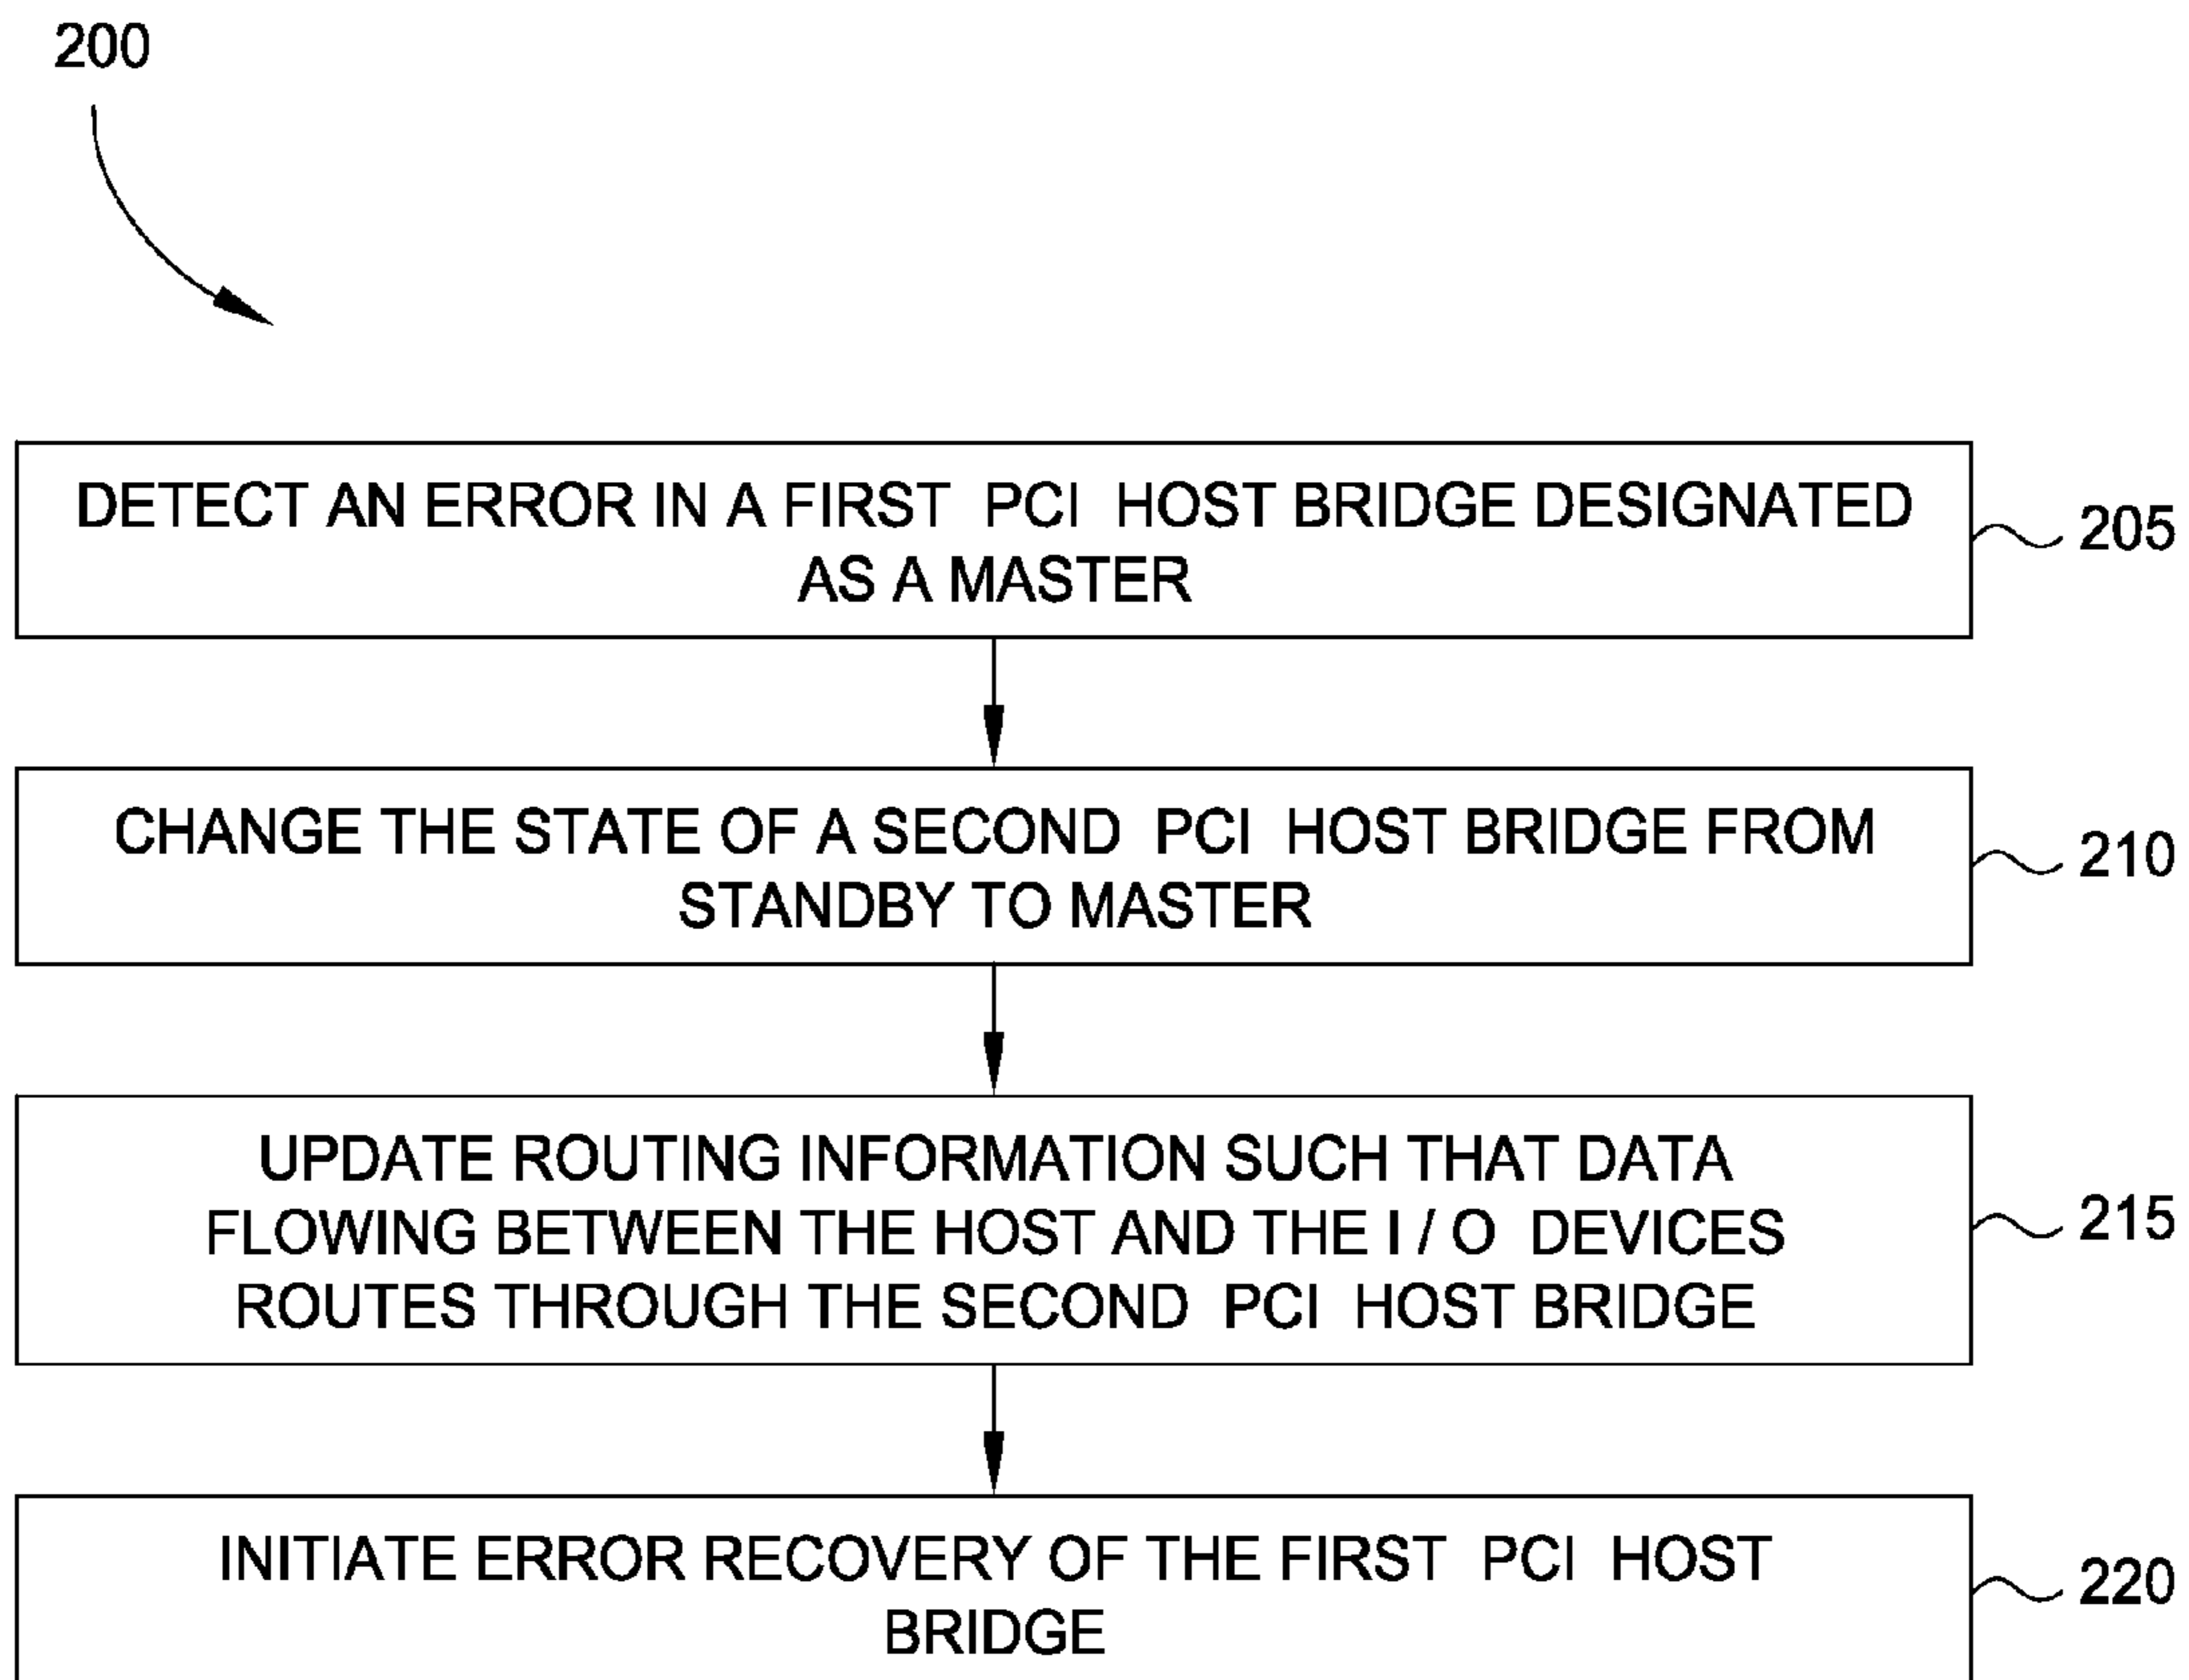 200
DETECT AN ERROR IN A FIRST PCI HOST BRIDGE DESIGNATED
AS A MASTER
205
CHANGE THE STATE OF A SECOND PCI HOST BRIDGE FROM
STANDBY TO MASTER
210
UPDATE ROUTING INFORMATION SUCH THAT DATA
FLOWING BETWEEN THE HOST AND THE I / O DEVICES
ROUTES THROUGH THE SECOND PCI HOST BRIDGE
215
INITIATE ERROR RECOVERY OF THE FIRST PCI HOST
BRIDGE
220